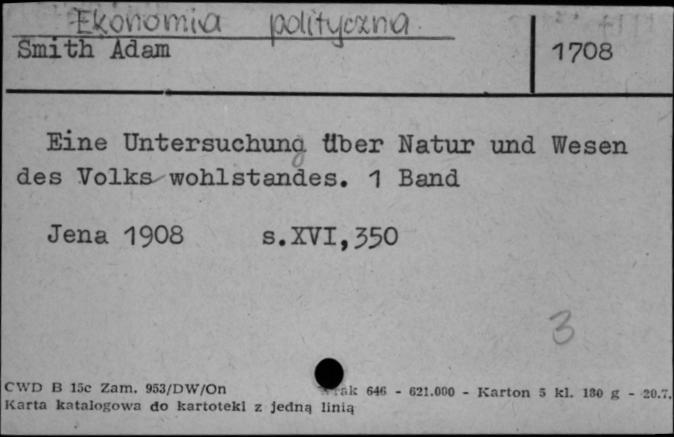 Ekonomia polityczna
Smith Adam
1708
Eine Untersuchung über Natur und Wesen
des Volks wohlstandes. 1 Band
Jena 1908 s.XVI,350
3
CWD B 15c Zam. 953/DW/On 646 - 621.000 - Karton 5 kl. 180 g - 20.7.
Karta katalogowa do kartoteki z jedną linią